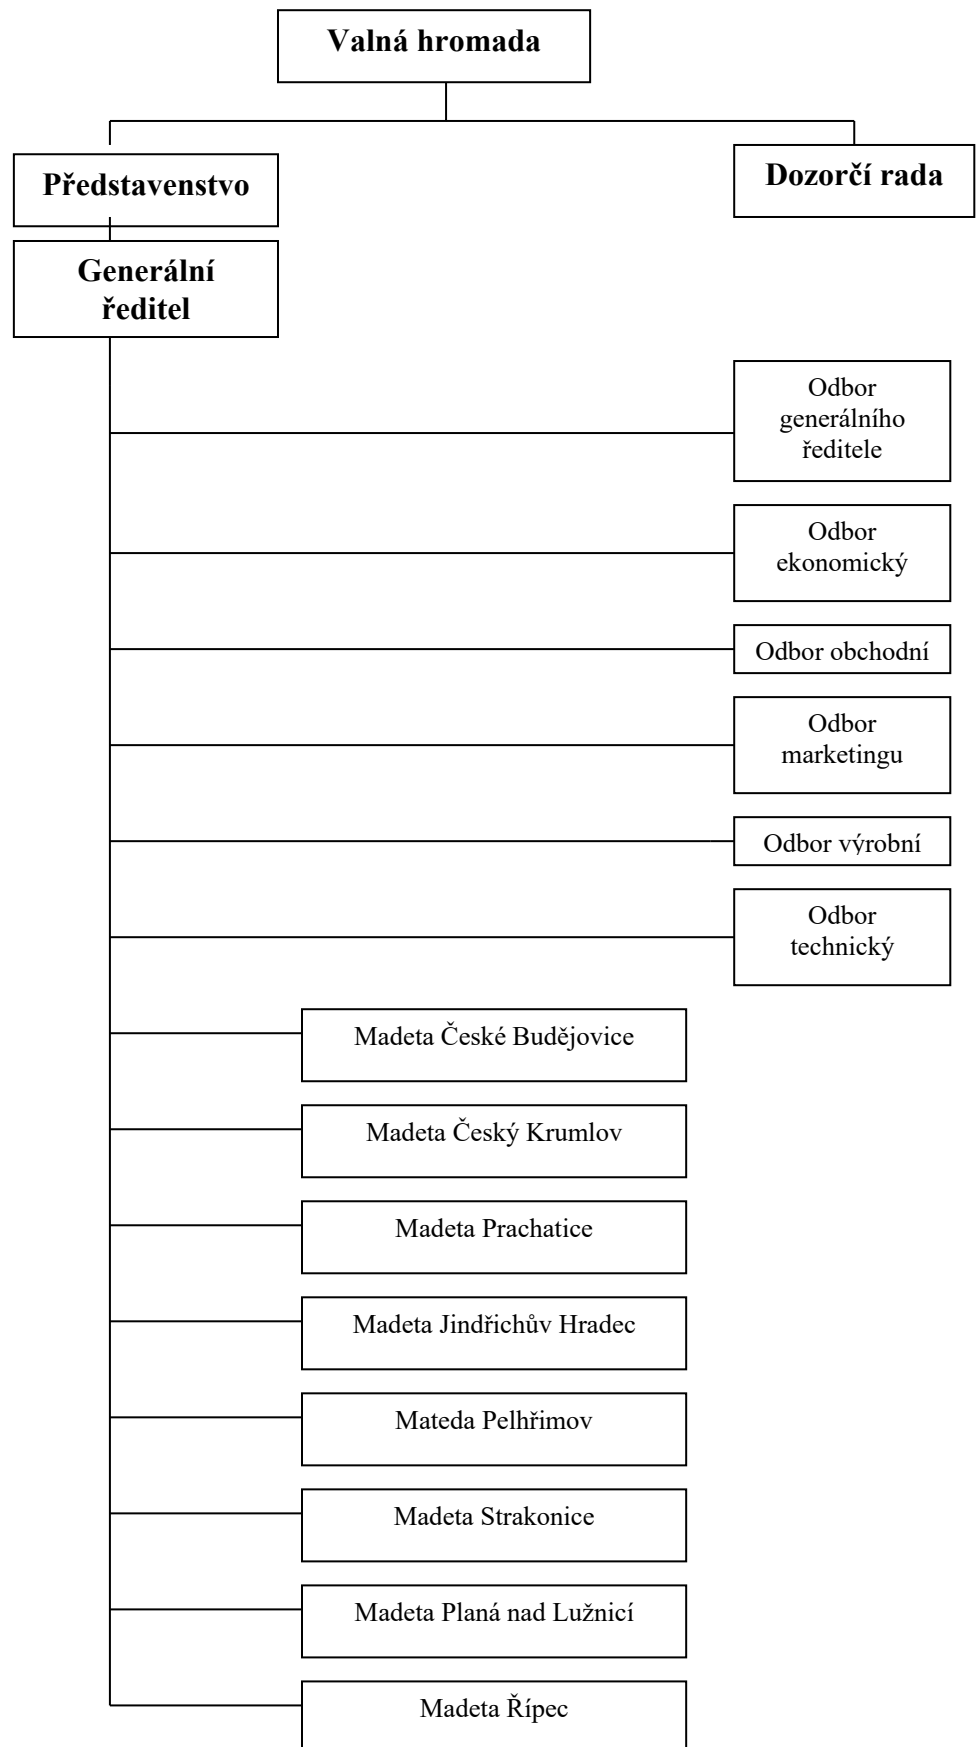 Valná hromada
Představenstvo
Dozorčí rada
Generální
ředitel
Odbor
generálního
ředitele
Odbor
ekonomický
Odbor obchodní
Odbor
marketingu
Odbor výrobní
Odbor
technický
Madeta České Budějovice
Madeta Český Krumlov
Madeta Prachatice
Madeta Jindřichův Hradec
Mateda Pelhřimov
Madeta Strakonice
Madeta Planá nad Lužnicí
Madeta Řípec